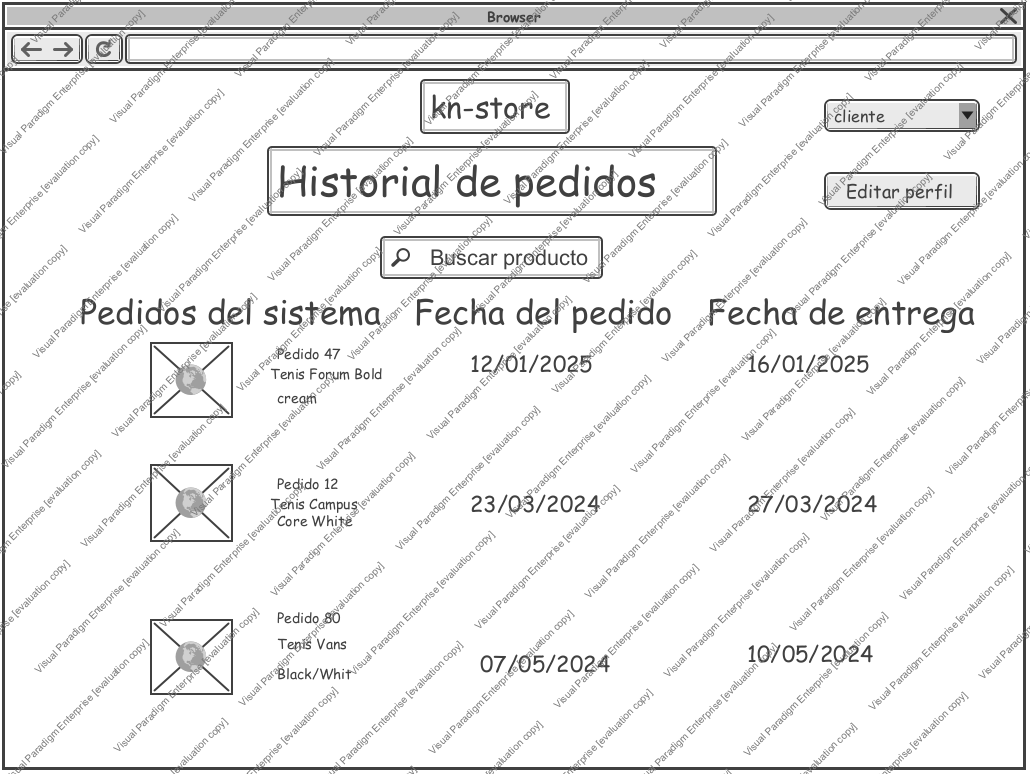 Browser
kn-store
cliente
Historial de pedidos
Editar perfil
Buscar producto
Pedidos del sistema
Fecha del pedido
Fecha de entrega
Pedido 47
Tenis Forum Bold
cream
12/01/2025
16/01/2025
Pedido 12
Tenis Campus
Core White
23/03/2024
27/03/2024
Pedido 80
Tenis Vans
Black/Whit
07/05/2024
10/05/2024
Visual Paradigm Enterprise [evaluation copy]